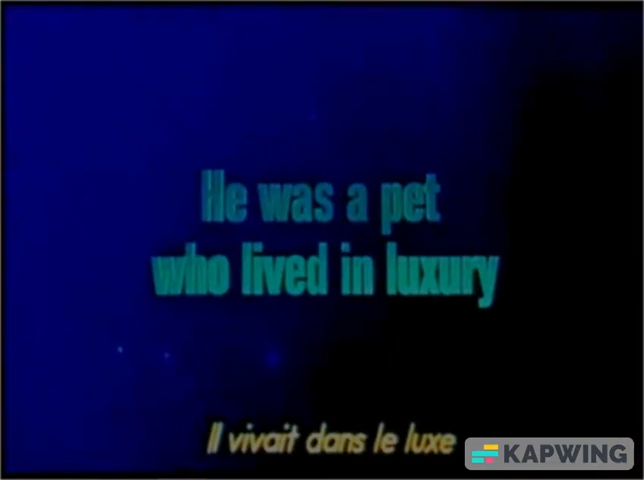 He was a pet
who lived in luxury
Il vivait dans le luxe
KAPWING